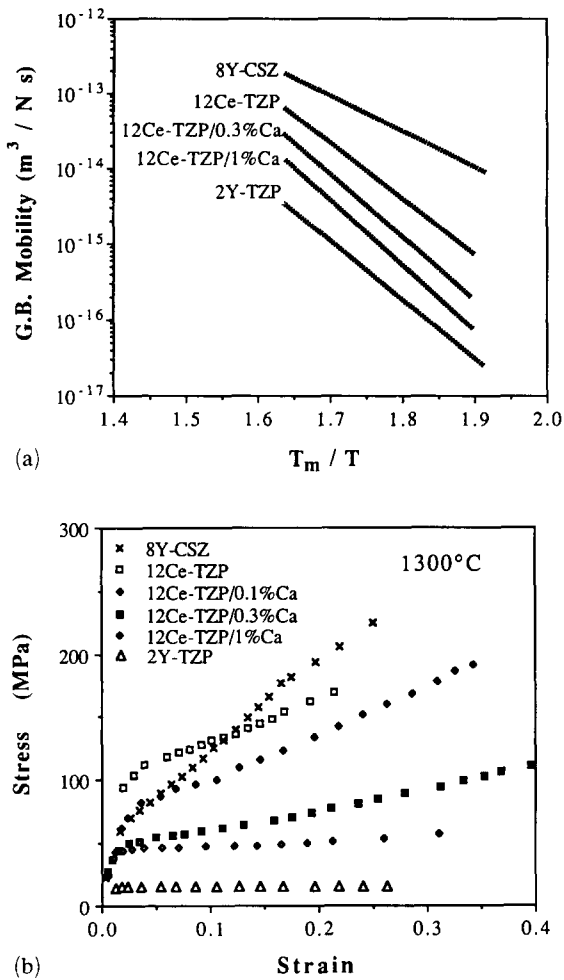 10⁻¹²
10⁻¹³
10⁻¹⁴
10⁻¹⁵
10⁻¹⁶
10⁻¹⁷
G.B. Mobility (m³ / N s)
8Y-CSZ
12Ce-TZP
12Ce-TZP/0.3%Ca
12Ce-TZP/1%Ca
2Y-TZP
1.4 1.5 1.6 1.7 1.8 1.9 2.0
(a)
Tm / T
300
200
100
0
Stress (MPa)
8Y-CSZ
12Ce-TZP
12Ce-TZP/0.1%Ca
12Ce-TZP/0.3%Ca
12Ce-TZP/1%Ca
2Y-TZP
1300°C
0.0 0.1 0.2 0.3 0.4
(b)
Strain